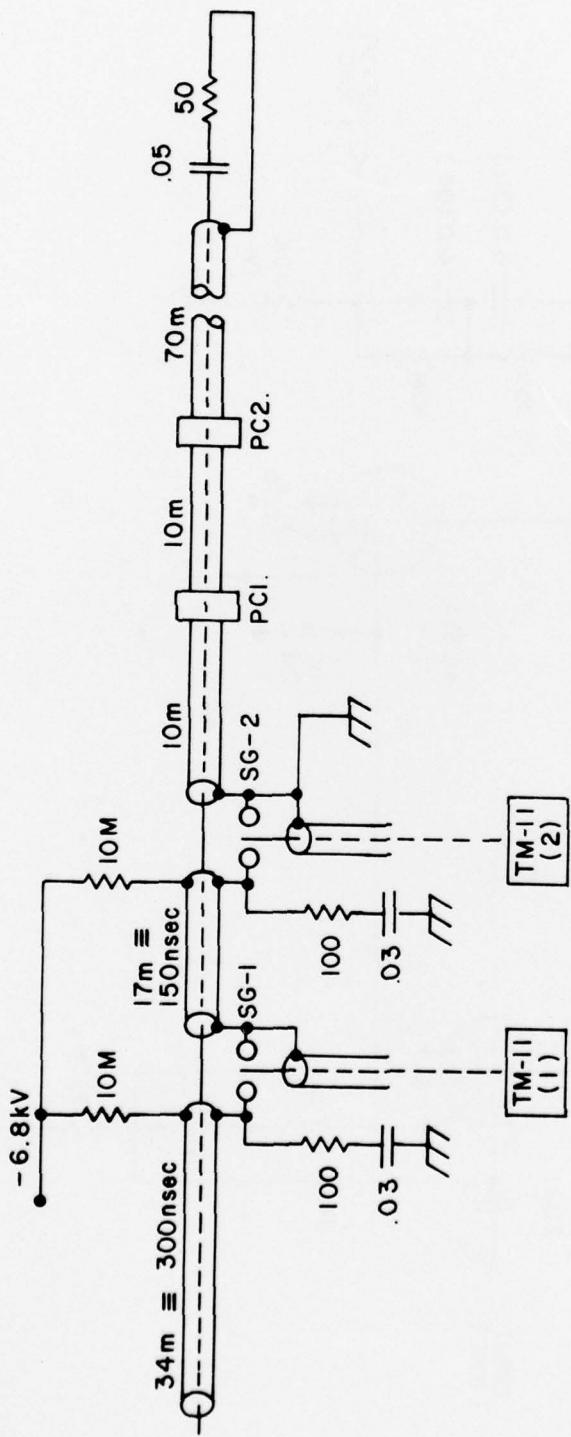 -6.8kV
10M
10M
34m ≡ 300nsec
17m ≡
150nsec
10m
10m
70m
.05
50
PC1.
PC2.
SG-1
SG-2
100
.03
100
.03
TM-11
(1)
TM-11
(2)